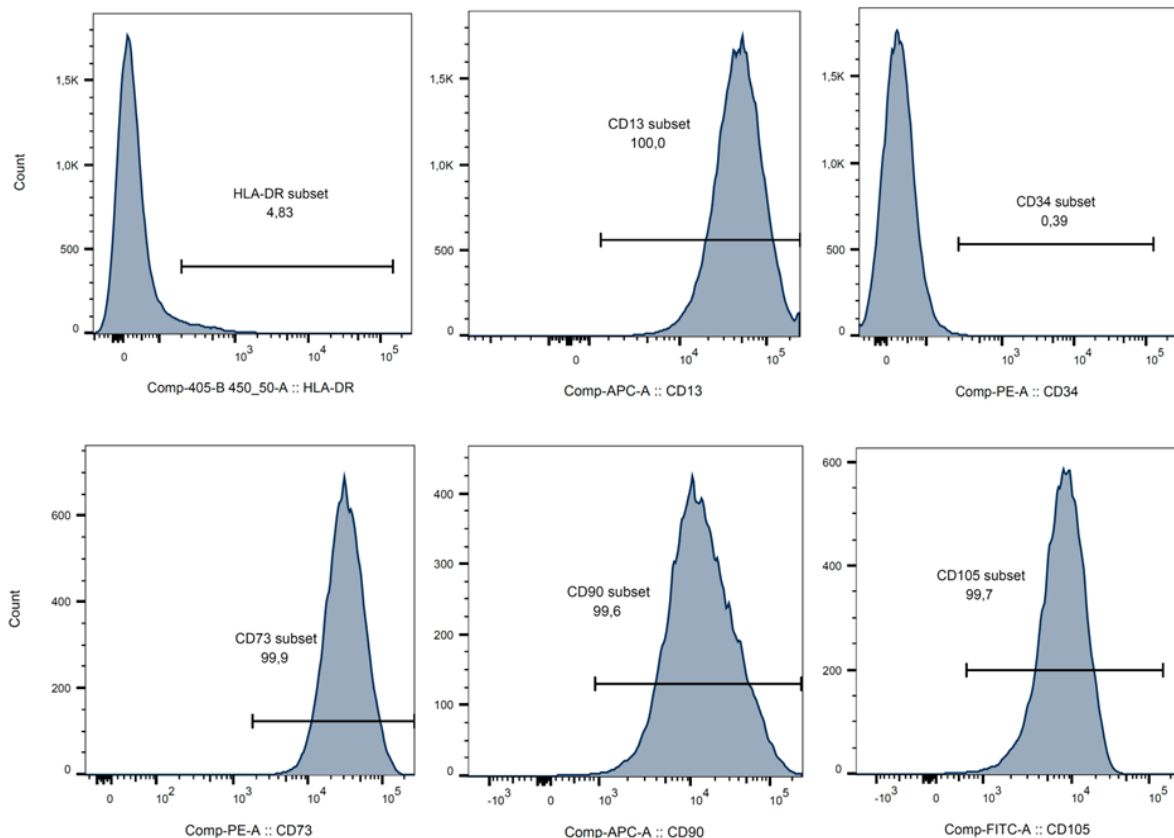 1,5K
1,0K
500
0
Count
HLA-DR subset
4,83
0 10³ 10⁴ 10⁵
Comp-405-B 450_50-A :: HLA-DR
1,5K
1,0K
500
0
CD13 subset
100,0
0 10⁴ 10⁵
Comp-APC-A :: CD13
1,5K
1,0K
500
0
CD34 subset
0,39
0 10³ 10⁴ 10⁵
Comp-PE-A :: CD34
600
400
200
0
Count
CD73 subset
99,9
0 10² 10³ 10⁴ 10⁵
Comp-PE-A :: CD73
400
300
200
100
0
CD90 subset
99,6
-10³ 0 10³ 10⁴ 10⁵
Comp-APC-A :: CD90
600
400
200
0
CD105 subset
99,7
-10³ 0 10³ 10⁴ 10⁵
Comp-FITC-A :: CD105